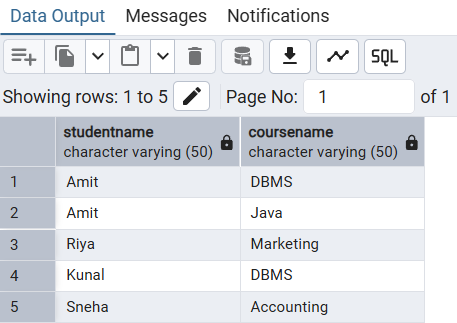 Data Output Messages Notifications
SQL
Showing rows: 1 to 5 Page No: 1 of 1
studentname coursename
character varying (50) character varying (50)
1 Amit DBMS
2 Amit Java
3 Riya Marketing
4 Kunal DBMS
5 Sneha Accounting